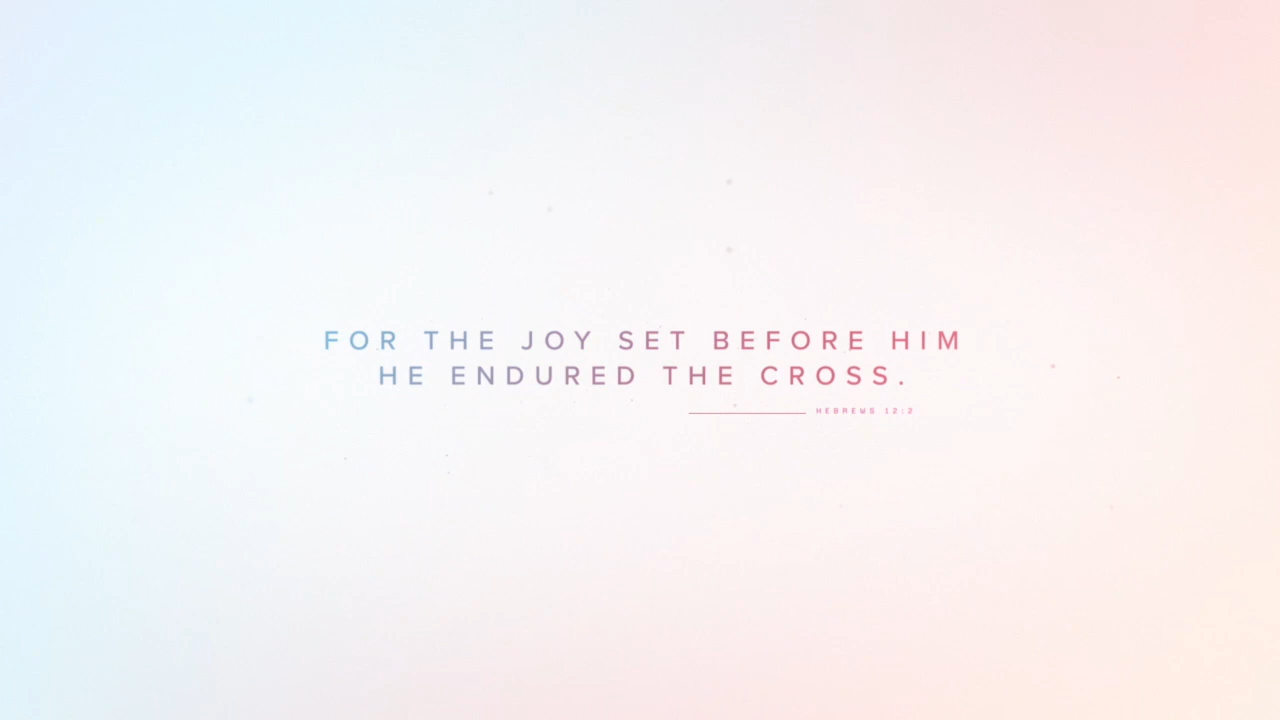 FOR THE JOY SET BEFORE HIM
HE ENDURED THE CROSS.
HEBREWS 12:2